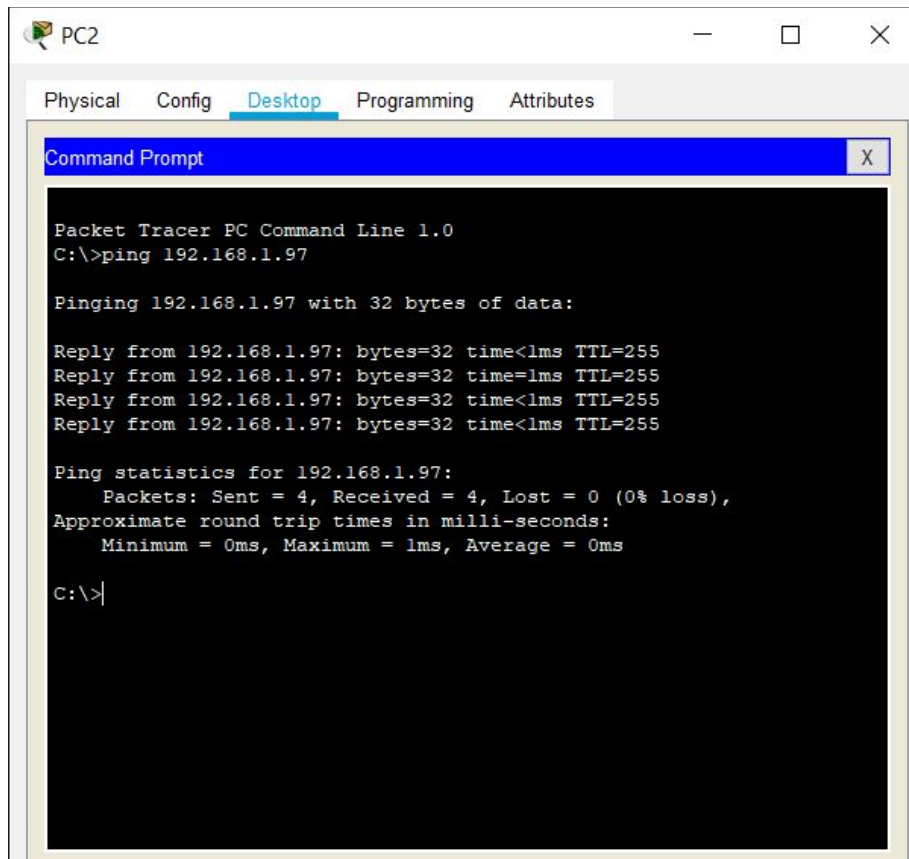 PC2
Physical Config Desktop Programming Attributes
Command Prompt X
Packet Tracer PC Command Line 1.0
C:\>ping 192.168.1.97
Pinging 192.168.1.97 with 32 bytes of data:
Reply from 192.168.1.97: bytes=32 time<1ms TTL=255
Reply from 192.168.1.97: bytes=32 time=1ms TTL=255
Reply from 192.168.1.97: bytes=32 time<1ms TTL=255
Reply from 192.168.1.97: bytes=32 time<1ms TTL=255
Ping statistics for 192.168.1.97:
Packets: Sent = 4, Received = 4, Lost = 0 (0% loss),
Approximate round trip times in milli-seconds:
Minimum = 0ms, Maximum = 1ms, Average = 0ms
C:\>